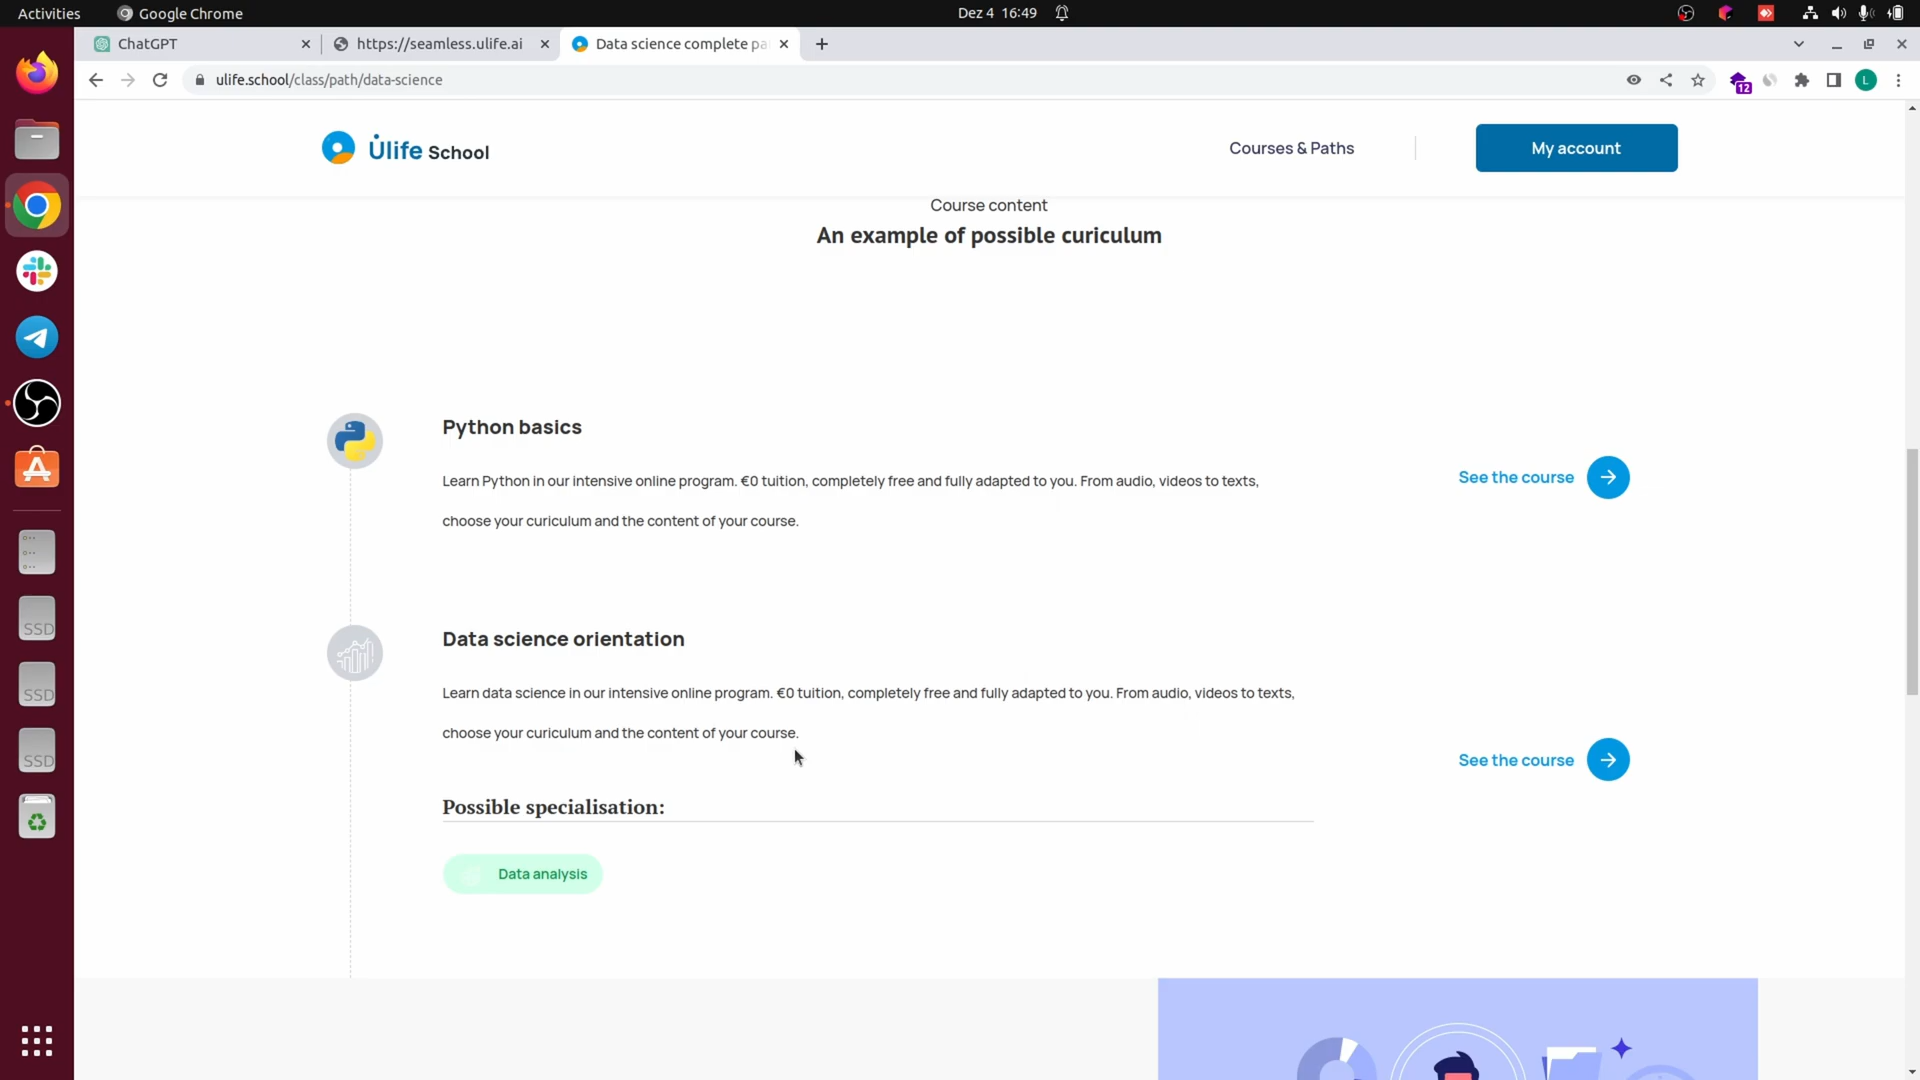 Activities
Google Chrome
Dez 4 16:49
ChatGPT
https://seamless.ulife.ai
Data science complete pa
ulife.school/class/path/data-science
12
L
U̇life School
Courses & Paths
My account
Course content
An example of possible curiculum
Python basics
Learn Python in our intensive online program. €0 tuition, completely free and fully adapted to you. From audio, videos to texts,
choose your curiculum and the content of your course.
See the course
Data science orientation
Learn data science in our intensive online program. €0 tuition, completely free and fully adapted to you. From audio, videos to texts,
choose your curiculum and the content of your course.
See the course
Possible specialisation:
Data analysis
SSD
SSD
SSD